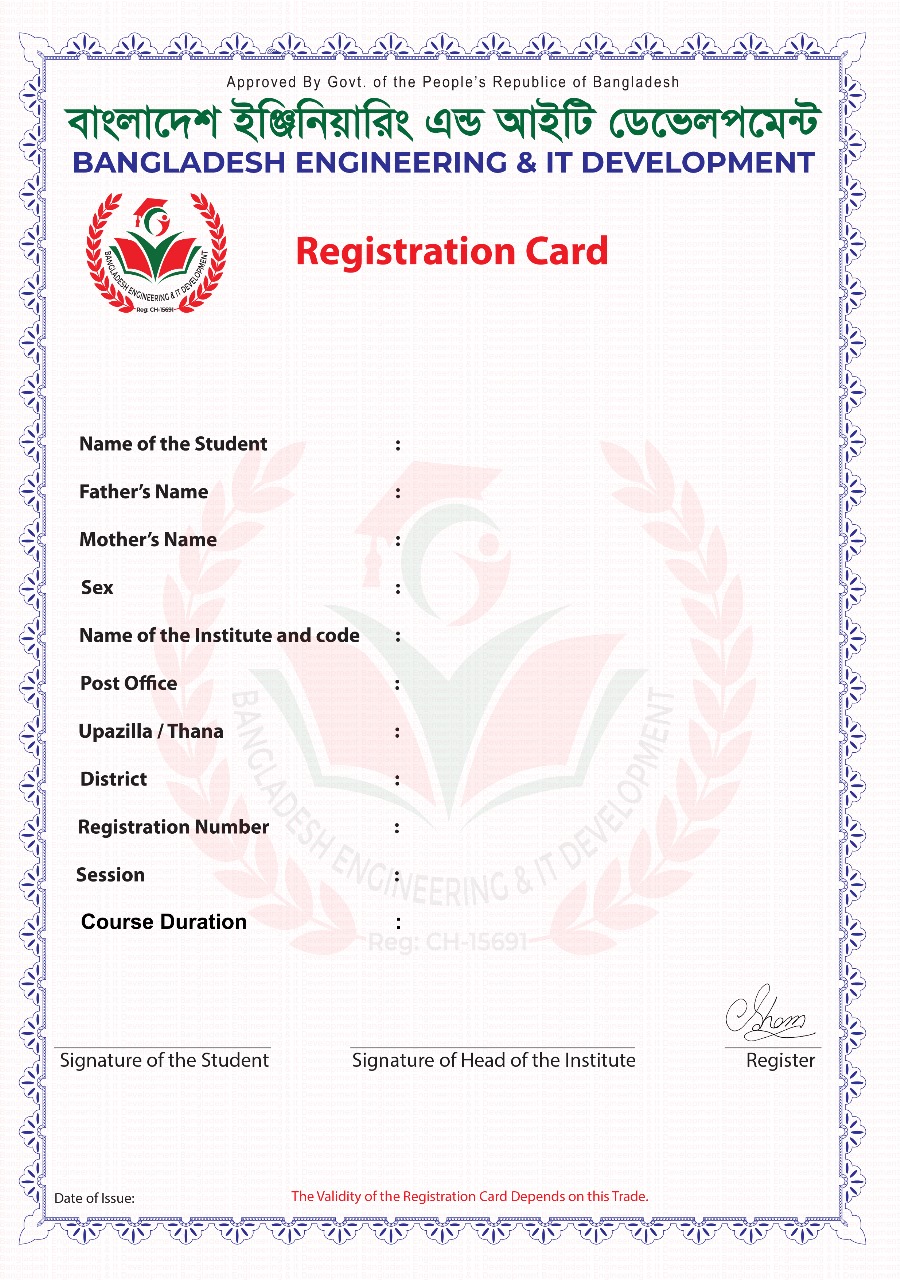 Approved By Govt. of the People's Republice of Bangladesh
বাংলাদেশ ইঞ্জিনিয়ারিং এন্ড আইটি ডেভেলপমেন্ট
BANGLADESH ENGINEERING & IT DEVELOPMENT
BANGLADESH ENGINEERING & IT DEVELOPMENT
Reg: CH-15691
Registration Card
Name of the Student :
Father's Name :
Mother's Name :
Sex :
Name of the Institute and code :
Post Office :
Upazilla / Thana :
District :
Registration Number :
Session :
Course Duration :
BANGLADESH ENGINEERING & IT DEVELOPMENT
Reg: CH-15691
Signature of the Student
Signature of Head of the Institute
Register
Date of Issue:
The Validity of the Registration Card Depends on this Trade.